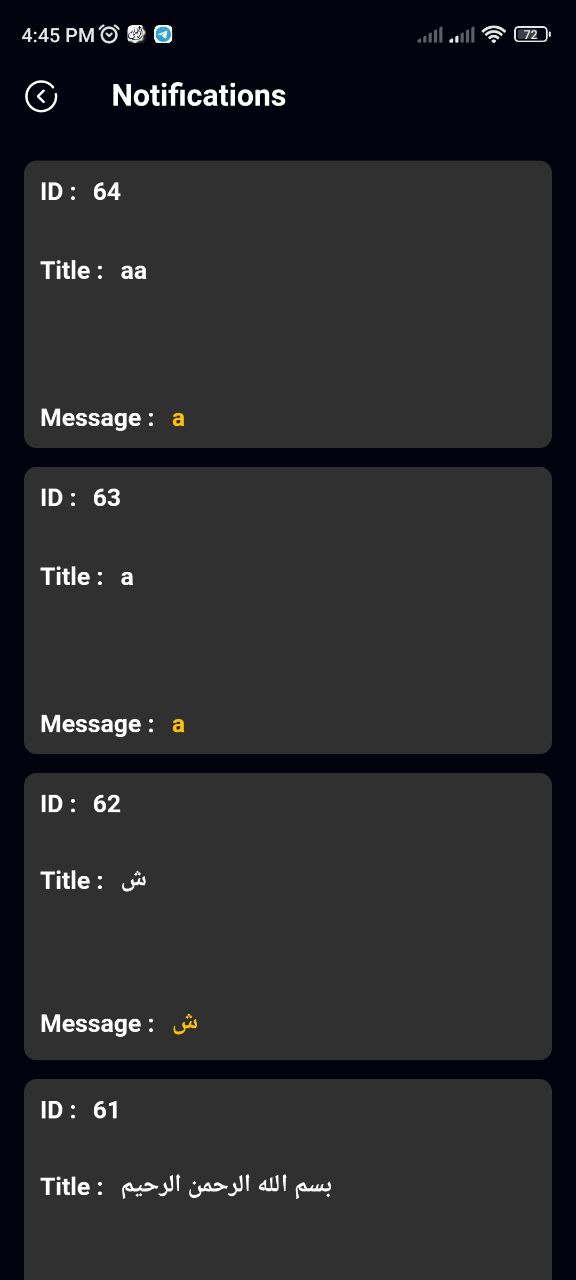 4:45 PM
72
Notifications
ID : 64
Title : aa
Message : a
ID : 63
Title : a
Message : a
ID : 62
Title : ش
Message : ش
ID : 61
Title : بسم الله الرحمن الرحيم